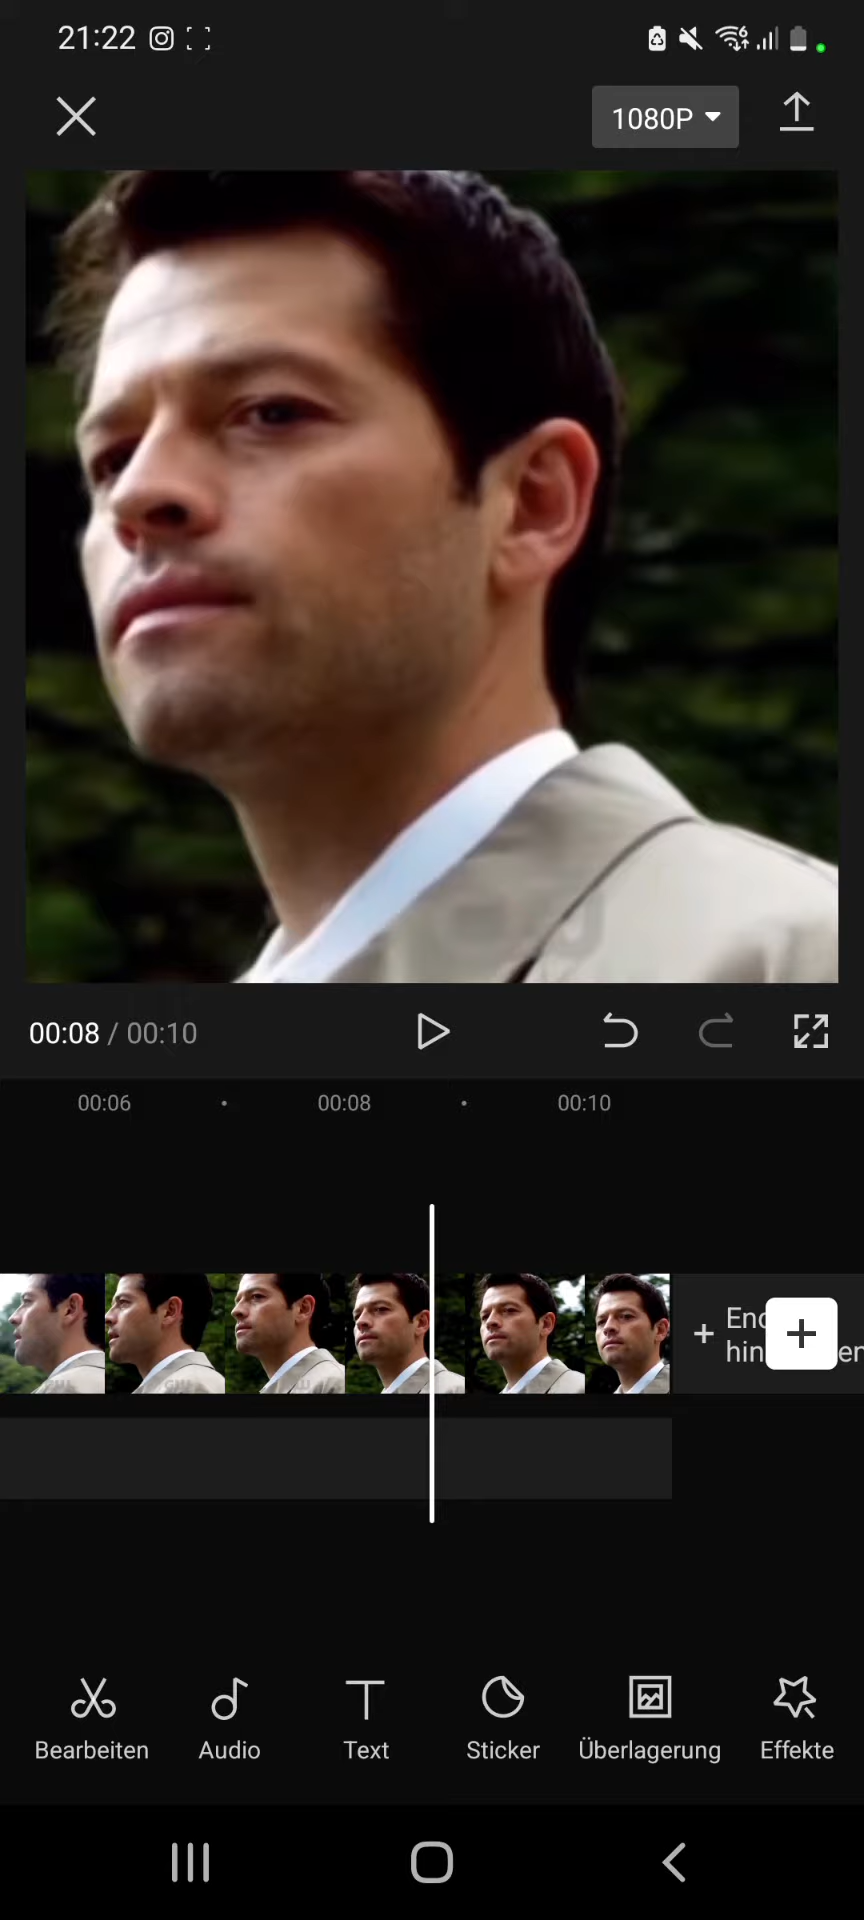 21:22
1080P
00:08 / 00:10
00:06 00:08 00:10
+
hin
Bearbeiten Audio Text Sticker Überlagerung Effekte